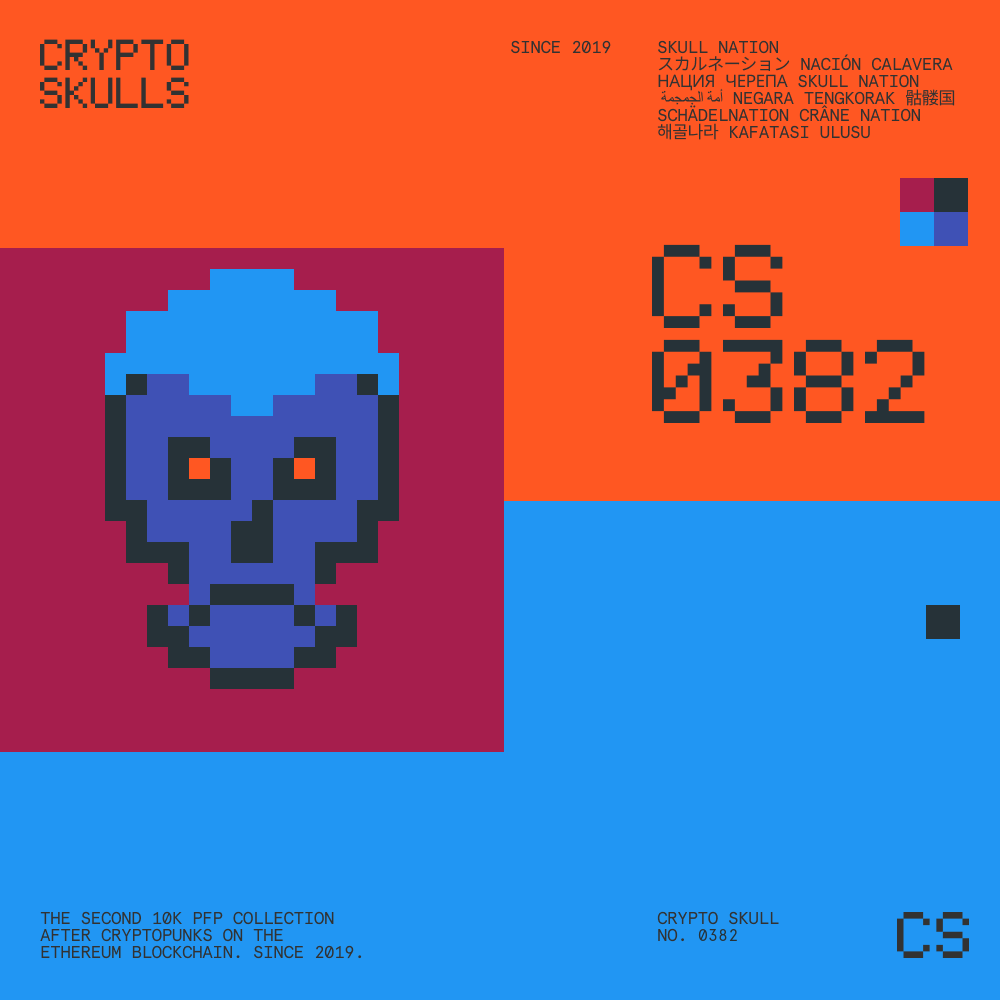 CRYPTO
SKULLS
SINCE 2019
SKULL NATION
スカルネーション NACIÓN CALAVERA
НАЦИЯ ЧЕРЕПА SKULL NATION
أمة الجمجمة NEGARA TENGKORAK 骷髅国
SCHÄDELNATION CRÂNE NATION
해골나라 KAFATASI ULUSU
CS
0382
THE SECOND 10K PFP COLLECTION
AFTER CRYPTOPUNKS ON THE
ETHEREUM BLOCKCHAIN. SINCE 2019.
CRYPTO SKULL
NO. 0382
CS